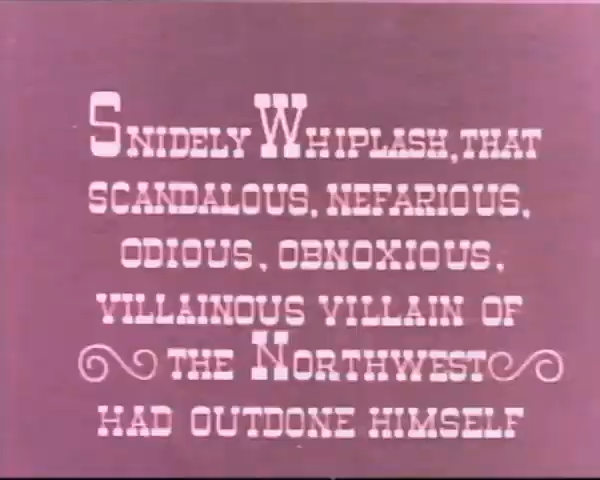 Snidely Whiplash, that
scandalous, nefarious,
odious, obnoxious,
villainous villain of
the Northwest
had outdone himself